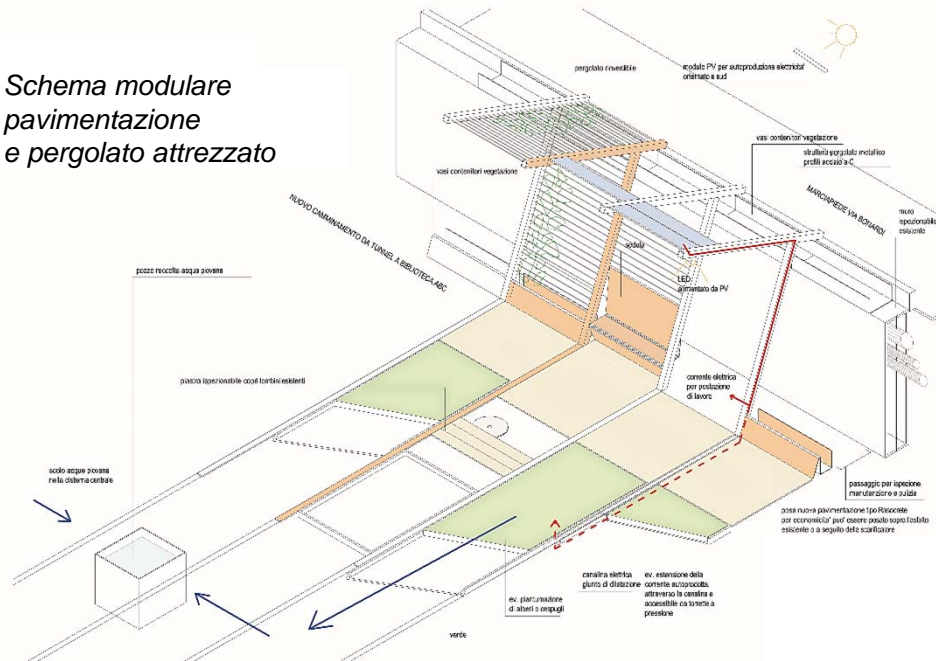 Schema modulare
pavimentazione
e pergolato attrezzato
pergolato rinverdibile
modulo PV per autoproduzione elettricita'
orientato a sud
vasi contenitori vegetazione
struttura pergolato metallico
profili acciaio a C
vasi contenitori vegetazione
MARCIAPIEDE VIA BONARDI
muro
ispezionabile
esistente
NUOVO CAMMINAMENTO DA TUNNEL A BIBLIOTECA ABC
seduta
LED
alimentato da PV
pozzo raccolta acqua piovana
piastra ispezionabile copri tombini esistenti
corrente elettrica
per postazione
di lavoro
scolo acque piovane
nella cisterna centrale
passaggio per ispezione
manutenzione e pulizia
posa nuova pavimentazione tipo Rasocrete
per economicita' puo' essere posato sopra l'asfalto
esistente o a seguito della scarificazione
ev. piantumazione
di alberi o cespugli
canalina elettrica
giunto di dilatazione
ev. estensione della
corrente autoprodotta
attraverso la canalina e
accessibile da torrette a
pressione
verde